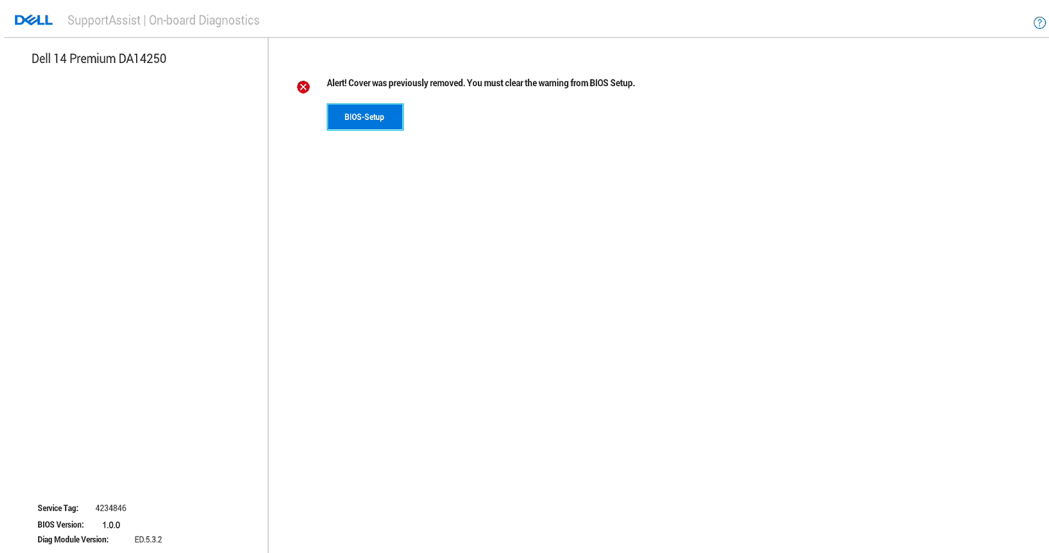 DELL SupportAssist | On-board Diagnostics ?
Dell 14 Premium DA14250
Alert! Cover was previously removed. You must clear the warning from BIOS Setup.
BIOS-Setup
Service Tag: 4234846
BIOS Version: 1.0.0
Diag Module Version: ED.5.3.2